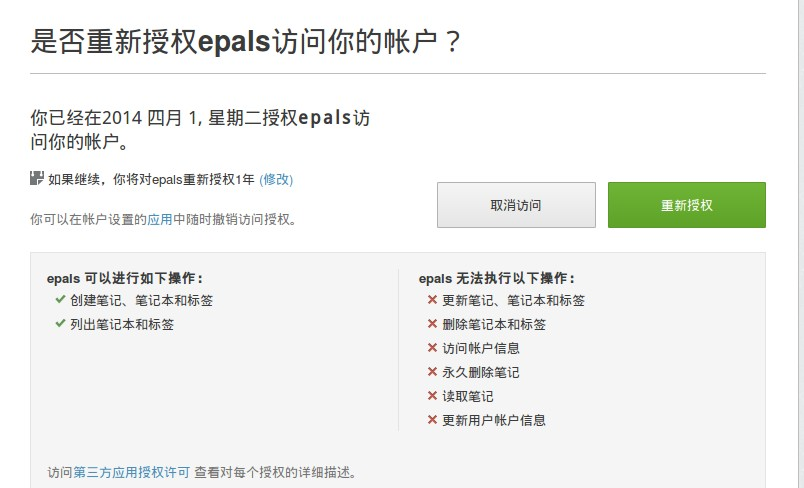 是否重新授权epals访问你的帐户？
你已经在2014 四月 1, 星期二授权epals访
问你的帐户。
如果继续，你将对epals重新授权1年 (修改)
取消访问
重新授权
你可以在帐户设置的应用中随时撤销访问授权。
epals 可以进行如下操作：
创建笔记、笔记本和标签
列出笔记本和标签
epals 无法执行以下操作：
更新笔记、笔记本和标签
删除笔记本和标签
访问帐户信息
永久删除笔记
读取笔记
更新用户帐户信息
访问第三方应用授权许可 查看对每个授权的详细描述。